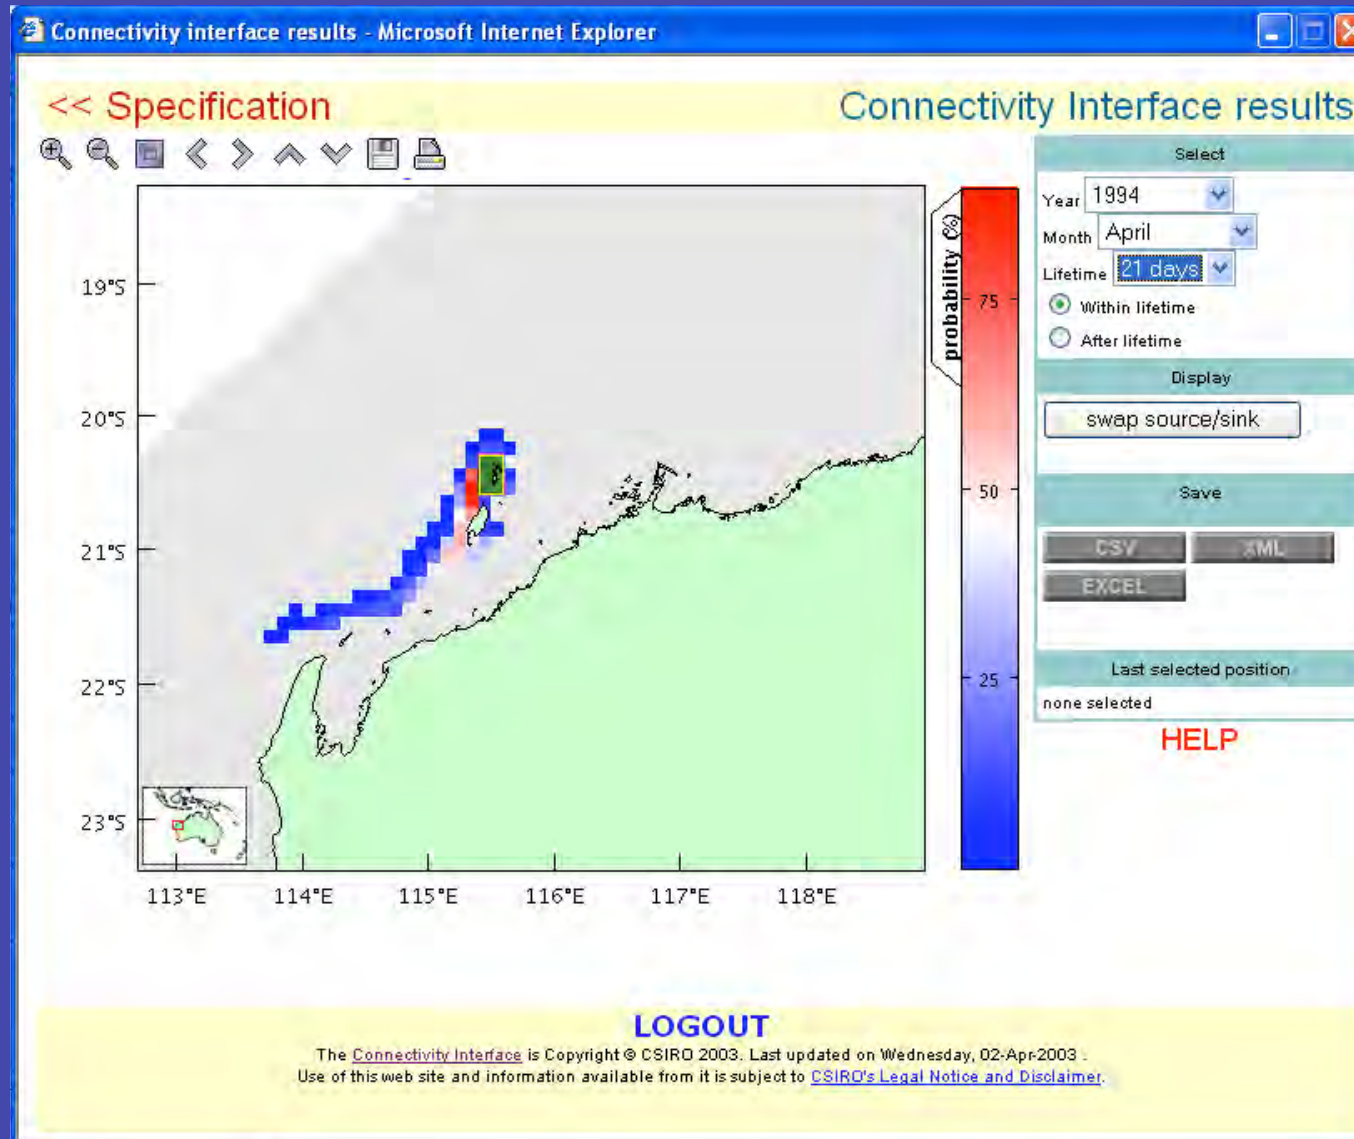 Connectivity interface results - Microsoft Internet Explorer
<< Specification
Connectivity Interface results
Select
Year 1994
Month April
Lifetime 21 days
Within lifetime
After lifetime
Display
swap source/sink
Save
CSV XML
EXCEL
Last selected position
none selected
HELP
probability (%)
75
50
25
19°S
20°S
21°S
22°S
23°S
113°E 114°E 115°E 116°E 117°E 118°E
LOGOUT
The Connectivity Interface is Copyright © CSIRO 2003. Last updated on Wednesday, 02-Apr-2003 .
Use of this web site and information available from it is subject to CSIRO's Legal Notice and Disclaimer.